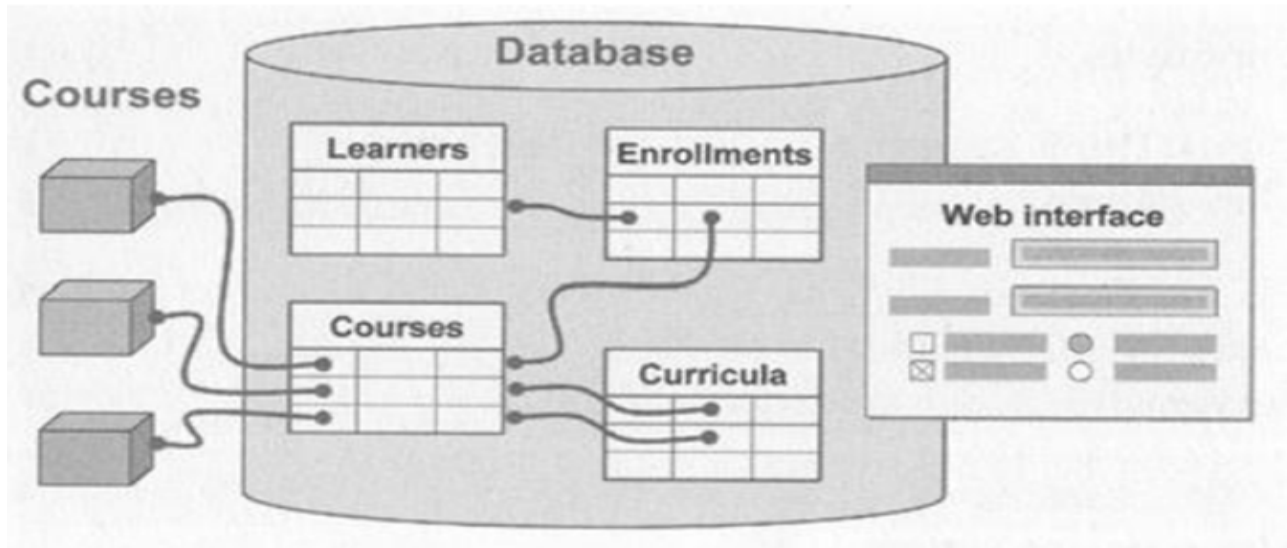 Database
Courses
Learners
Enrollments
Web interface
Courses
Curricula